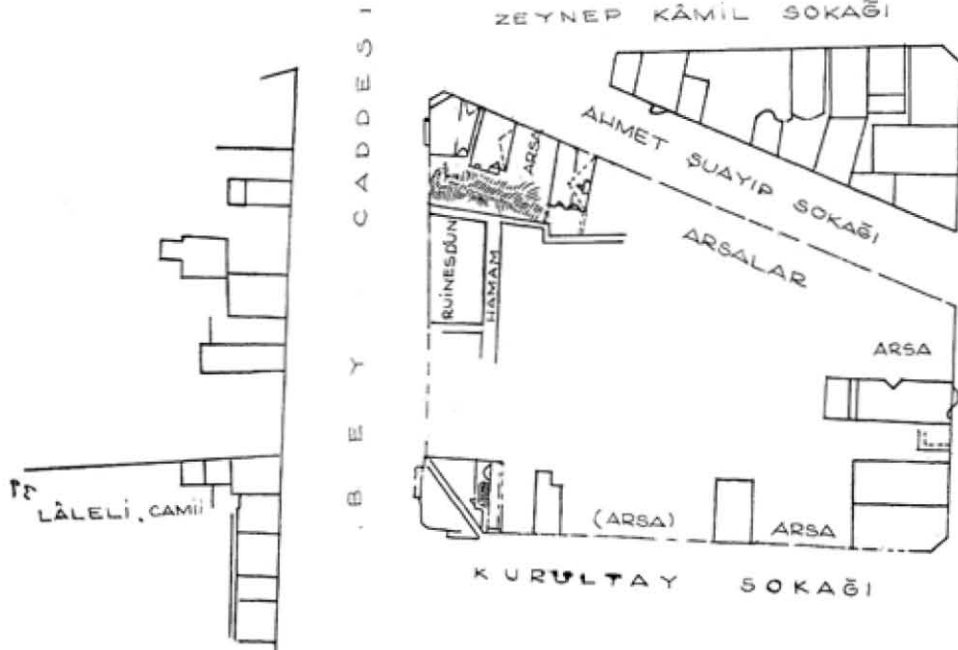 ZEYNEP KÂMİL SOKAĞI
BEY CADDESİ
AHMET ŞUAYIP SOKAĞI
ARSA
ARSALAR
RUİNESDUN
HAMAM
ARSA
LÂLELİ . CAMİİ
(ARSA)
ARSA
KURULTAY SOKAĞI